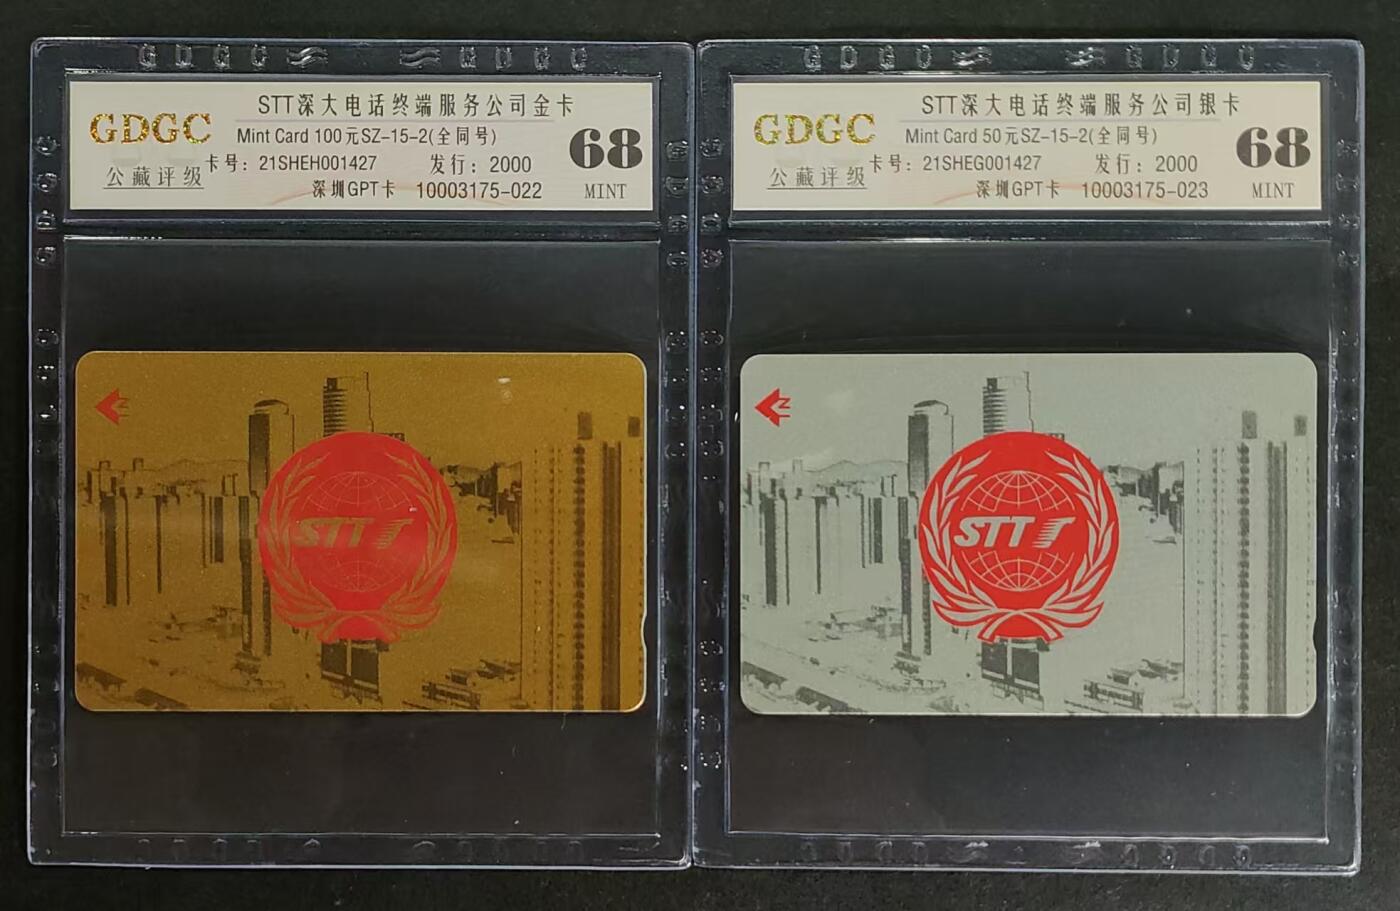 GDGC
公藏评级
STT深大电话终端服务公司金卡
Mint Card 100元SZ-15-2(全同号)
卡号：21SHEH001427 发行：2000
深圳GPT卡 10003175-022
68
MINT
STT
GDGC
公藏评级
STT深大电话终端服务公司银卡
Mint Card 50元SZ-15-2(全同号)
卡号：21SHEG001427 发行：2000
深圳GPT卡 10003175-023
68
MINT
STT